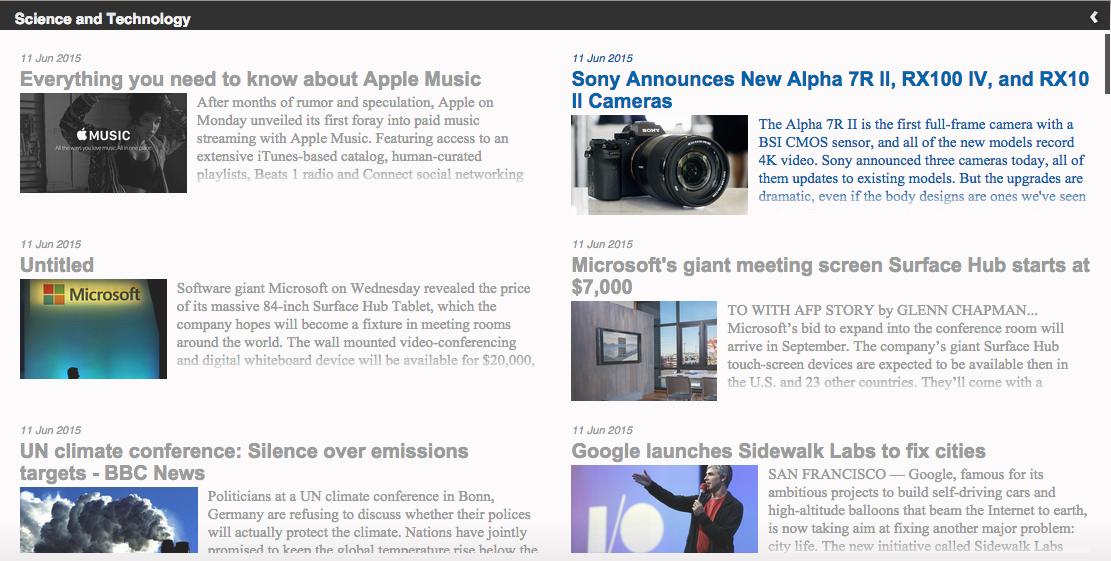 Science and Technology
11 Jun 2015
Everything you need to know about Apple Music
MUSIC
All the ways you love music. All in one place.
After months of rumor and speculation, Apple on
Monday unveiled its first foray into paid music
streaming with Apple Music. Featuring access to an
extensive iTunes-based catalog, human-curated
playlists, Beats 1 radio and Connect social networking
11 Jun 2015
Sony Announces New Alpha 7R II, RX100 IV, and RX10
II Cameras
SONY
The Alpha 7R II is the first full-frame camera with a
BSI CMOS sensor, and all of the new models record
4K video. Sony announced three cameras today, all of
them updates to existing models. But the upgrades are
dramatic, even if the body designs are ones we've seen
11 Jun 2015
Untitled
Microsoft
Software giant Microsoft on Wednesday revealed the price
of its massive 84-inch Surface Hub Tablet, which the
company hopes will become a fixture in meeting rooms
around the world. The wall mounted video-conferencing
and digital whiteboard device will be available for $20,000,
11 Jun 2015
Microsoft's giant meeting screen Surface Hub starts at
$7,000
TO WITH AFP STORY by GLENN CHAPMAN...
Microsoft's bid to expand into the conference room will
arrive in September. The company's giant Surface Hub
touch-screen devices are expected to be available then in
the U.S. and 23 other countries. They'll come with a
11 Jun 2015
UN climate conference: Silence over emissions
targets - BBC News
Politicians at a UN climate conference in Bonn,
Germany are refusing to discuss whether their polices
will actually protect the climate. Nations have jointly
promised to keep the global temperature rise below the
11 Jun 2015
Google launches Sidewalk Labs to fix cities
SAN FRANCISCO — Google, famous for its
ambitious projects to build self-driving cars and
high-altitude balloons that beam the Internet to earth,
is now taking aim at fixing another major problem:
city life. The new initiative called Sidewalk Labs